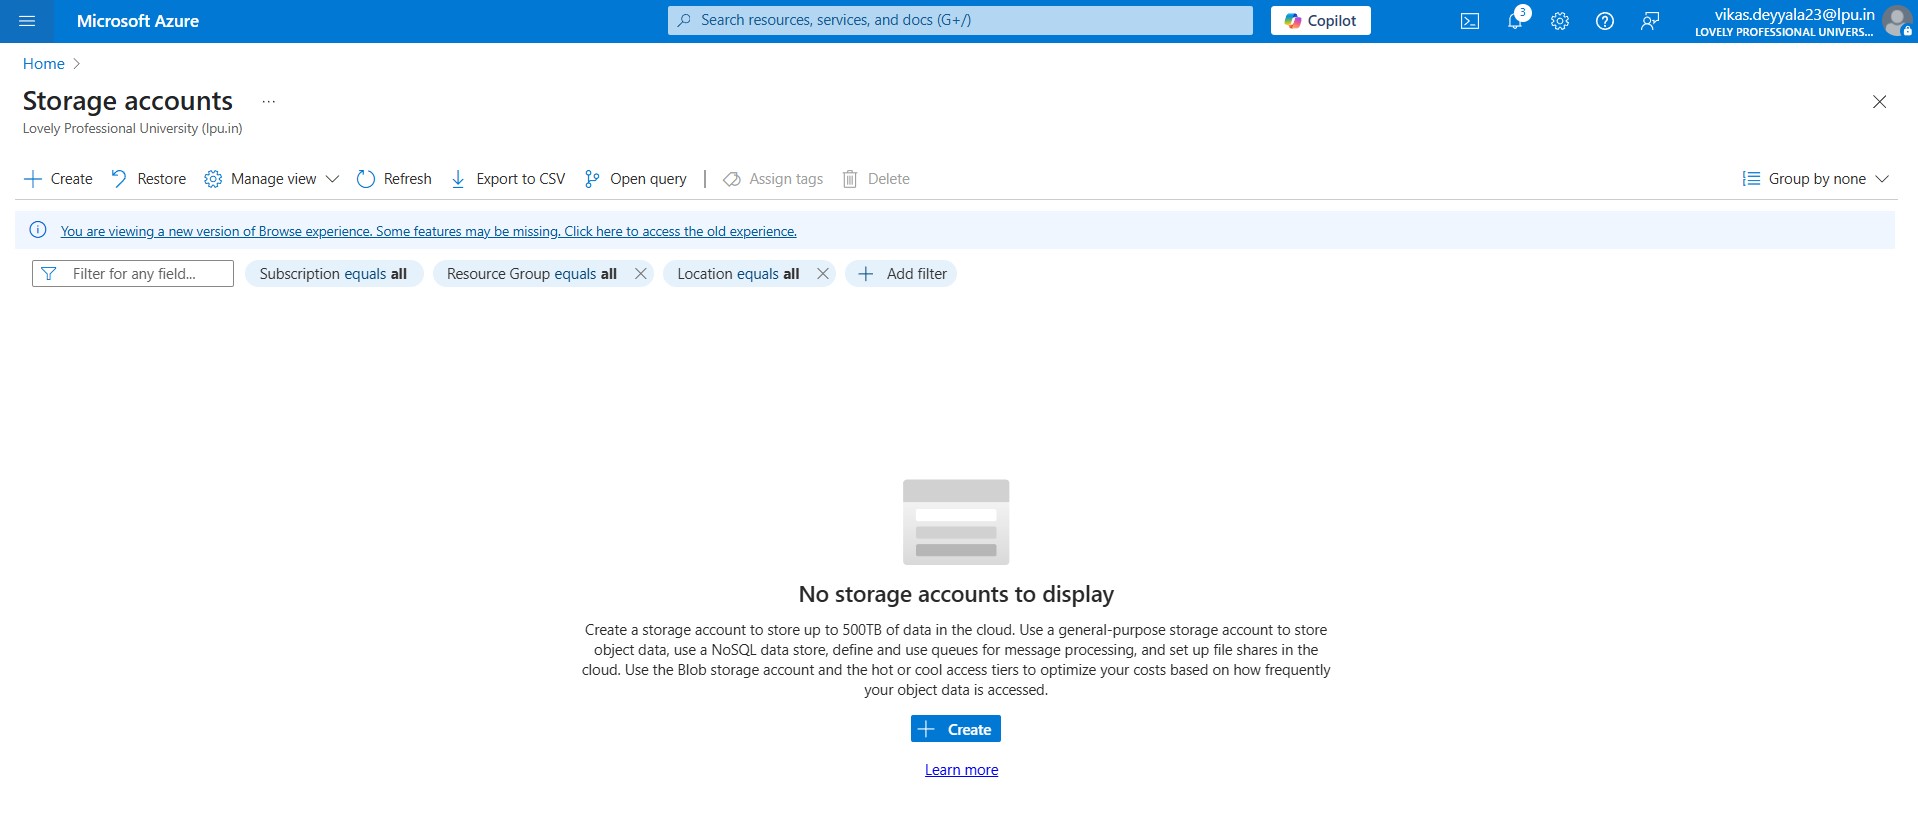 Microsoft Azure
Search resources, services, and docs (G+/)
Copilot
3
vikas.deyyala23@lpu.in
LOVELY PROFESSIONAL UNIVERS...
Home
Storage accounts ...
Lovely Professional University (lpu.in)
Create Restore Manage view Refresh Export to CSV Open query | Assign tags Delete Group by none
You are viewing a new version of Browse experience. Some features may be missing. Click here to access the old experience.
Filter for any field... Subscription equals all Resource Group equals all Location equals all Add filter
No storage accounts to display
Create a storage account to store up to 500TB of data in the cloud. Use a general-purpose storage account to store
object data, use a NoSQL data store, define and use queues for message processing, and set up file shares in the
cloud. Use the Blob storage account and the hot or cool access tiers to optimize your costs based on how frequently
your object data is accessed.
Create
Learn more